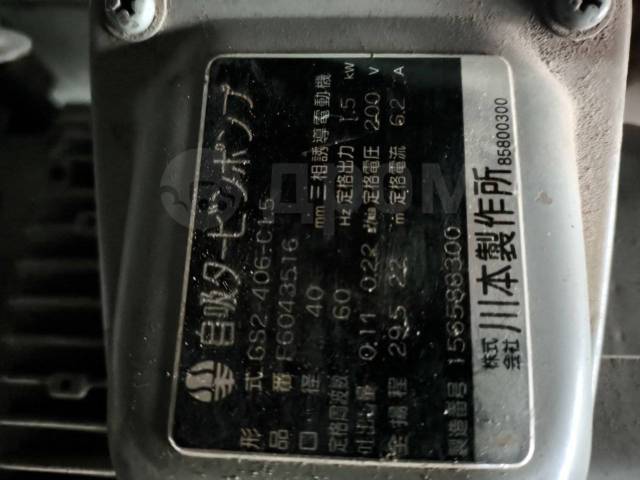 自吸タービンポンプ
形式 GS2 406-C1.5
品番 F6043516
口径 40 mm 三相誘導電動機
定格周波数 60 Hz 定格出力 1.5 kW
吐出し量 0.11 0.22 定格電圧 200 V
全揚程 29.5 22 m 定格電流 6.2 A
製造番号 156588300
株式会社 川本製作所 85800300
ДРОМ